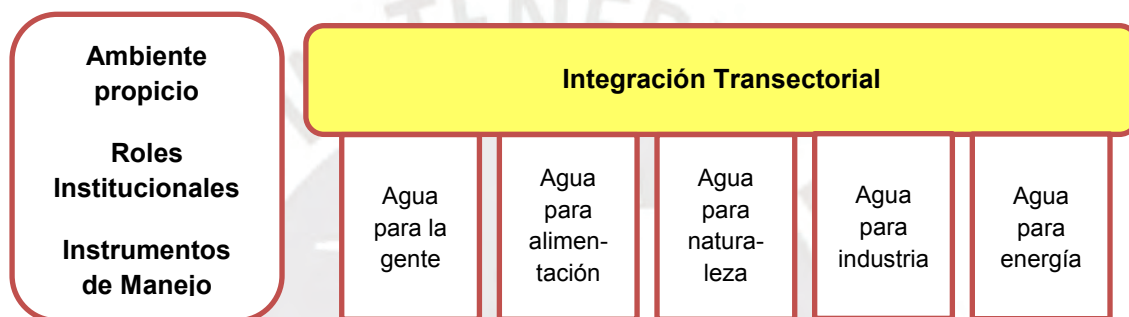 Ambiente
propicio
Roles
Institucionales
Instrumentos
de Manejo
Integración Transectorial
Agua
para la
gente
Agua
para
alimen-
tación
Agua
para
natura-
leza
Agua
para
industria
Agua
para
energía